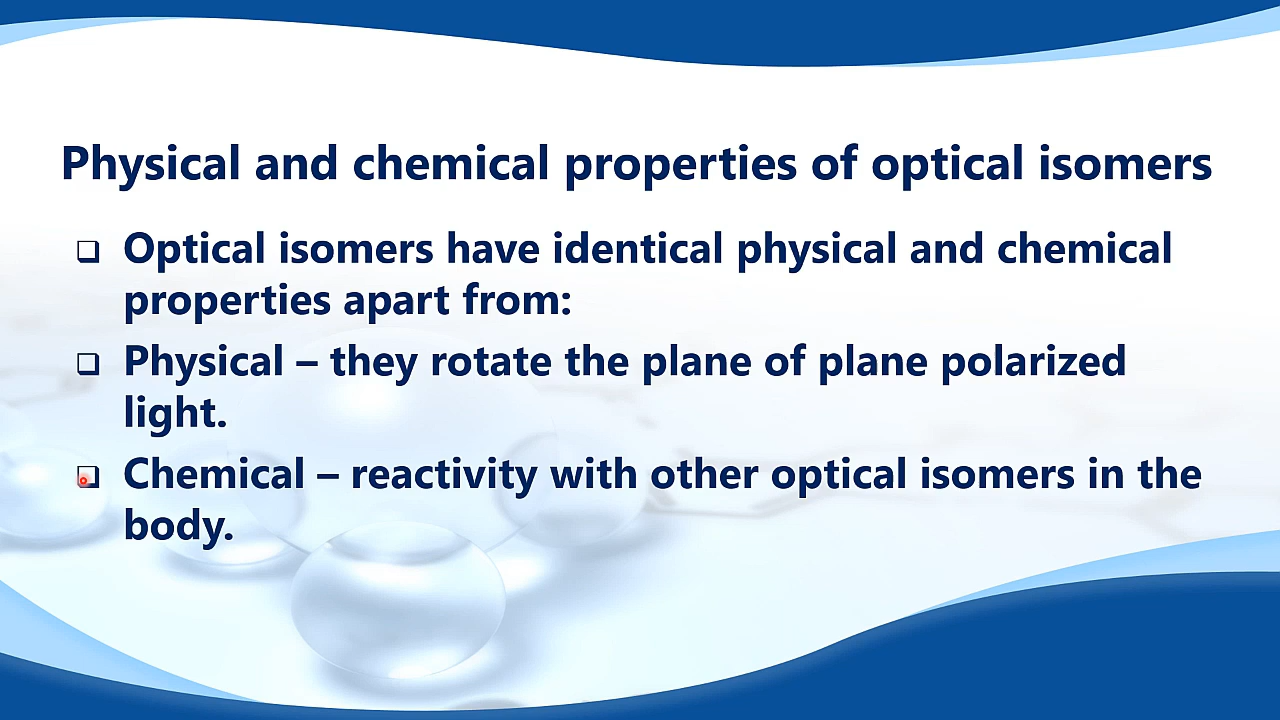 Physical and chemical properties of optical isomers
Optical isomers have identical physical and chemical
properties apart from:
Physical – they rotate the plane of plane polarized
light.
Chemical – reactivity with other optical isomers in the
body.